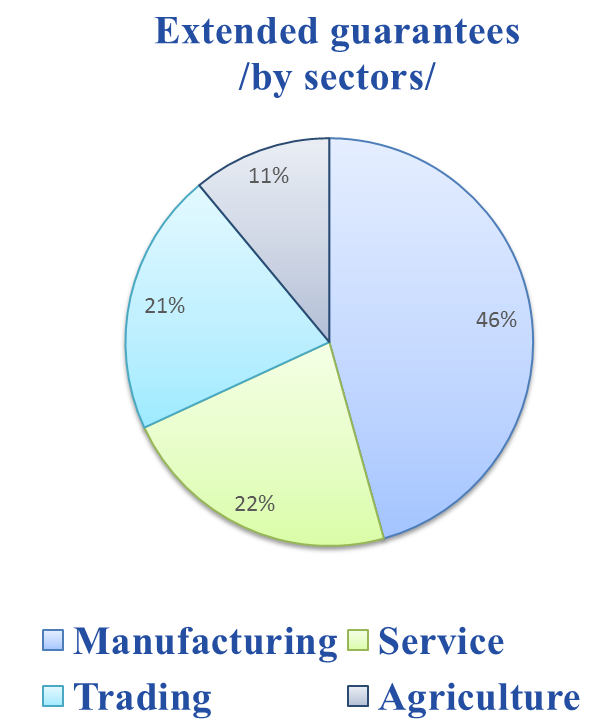 Extended guarantees
/by sectors/
11%
46%
21%
22%
Manufacturing
Service
Trading
Agriculture